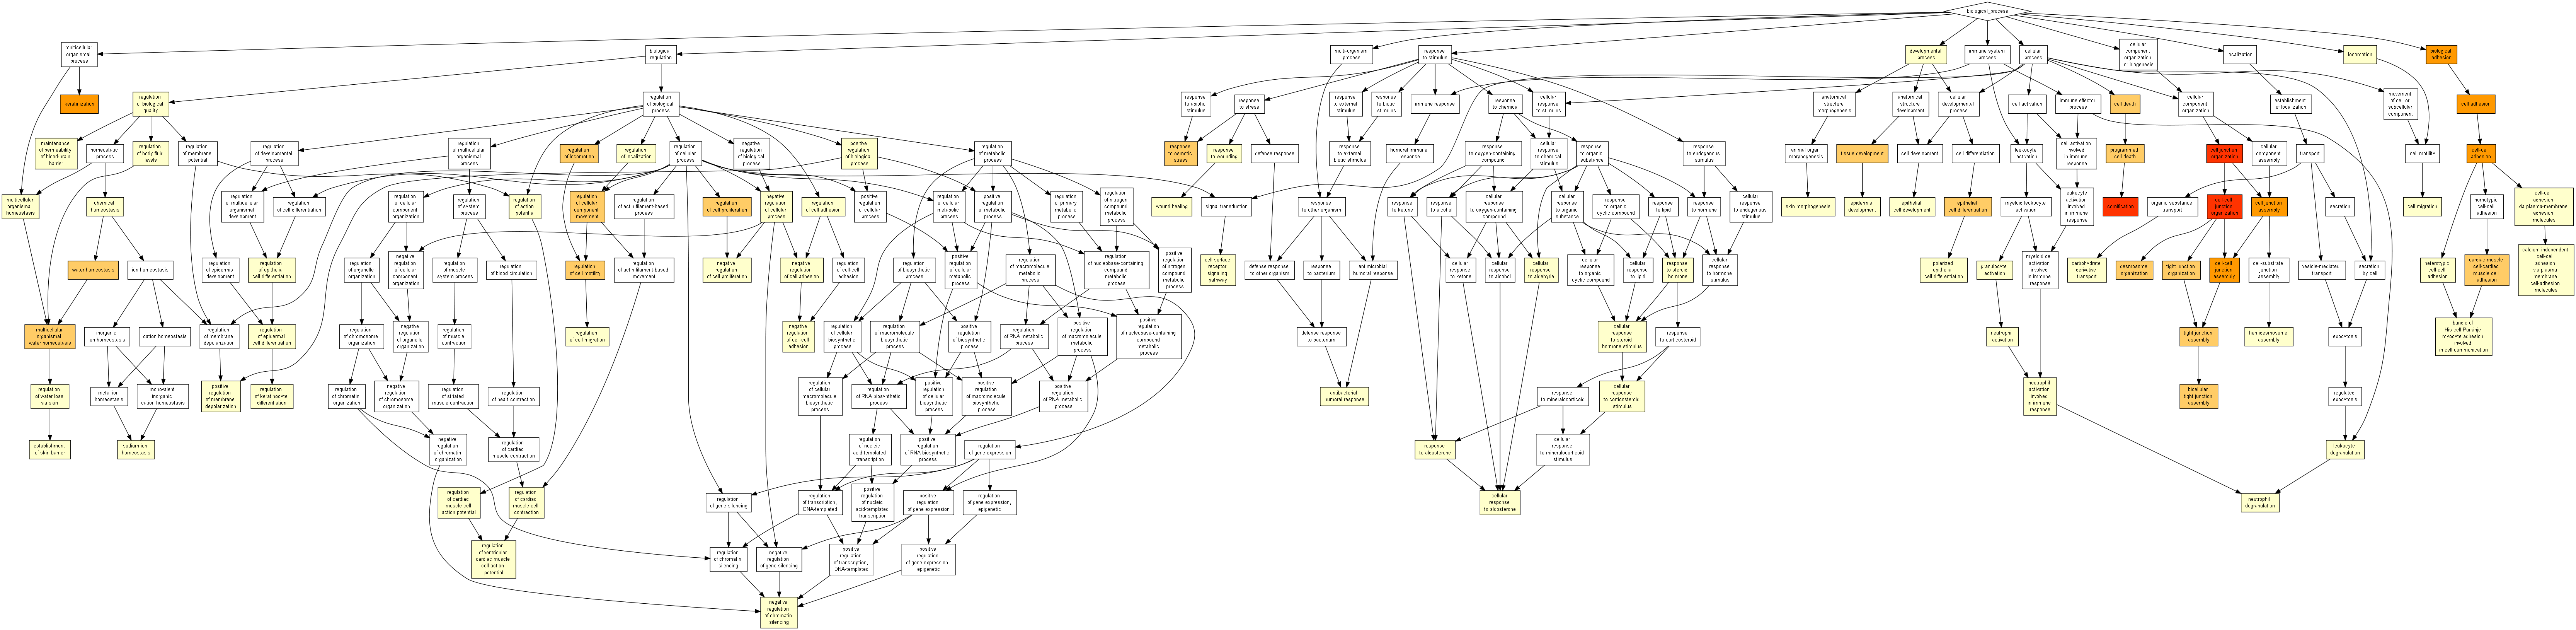 biological_process
multicellular
organismal
process
biological
regulation
multi-organism
process
response
to stimulus
developmental
process
immune system
process
cellular
process
cellular
component
organization
or biogenesis
localization
locomotion
biological
adhesion
keratinization
regulation
of biological
quality
regulation
of biological
process
response
to abiotic
stimulus
response
to stress
response
to external
stimulus
response
to biotic
stimulus
immune response
response
to chemical
cellular
response
to stimulus
anatomical
structure
morphogenesis
anatomical
structure
development
cellular
developmental
process
cell activation
immune effector
process
cell death
cellular
component
organization
establishment
of localization
movement
of cell or
subcellular
component
cell adhesion
maintenance
of permeability
of blood-brain
barrier
homeostatic
process
regulation
of body fluid
levels
regulation
of membrane
potential
regulation
of developmental
process
regulation
of multicellular
organismal
process
regulation
of locomotion
regulation
of localization
regulation
of cellular
process
negative
regulation
of biological
process
positive
regulation
of biological
process
regulation
of metabolic
process
response
to osmotic
stress
response
to wounding
defense response
response
to external
biotic stimulus
humoral immune
response
response
to oxygen-containing
compound
cellular
response
to chemical
stimulus
response
to organic
substance
response
to endogenous
stimulus
animal organ
morphogenesis
tissue development
cell development
cell differentiation
leukocyte
activation
cell activation
involved
in immune
response
programmed
cell death
cell junction
organization
cellular
component
assembly
transport
cell motility
cell-cell
adhesion
multicellular
organismal
homeostasis
chemical
homeostasis
regulation
of multicellular
organismal
development
regulation
of cell differentiation
regulation
of cellular
component
organization
regulation
of system
process
regulation
of action
potential
regulation
of cellular
component
movement
regulation
of actin filament-based
process
regulation
of cell proliferation
negative
regulation
of cellular
process
regulation
of cell adhesion
positive
regulation
of cellular
process
regulation
of cellular
metabolic
process
positive
regulation
of metabolic
process
regulation
of primary
metabolic
process
regulation
of nitrogen
compound
metabolic
process
wound healing
signal transduction
response
to other organism
response
to ketone
response
to alcohol
cellular
response
to oxygen-containing
compound
cellular
response
to organic
substance
response
to organic
cyclic compound
response
to lipid
response
to hormone
cellular
response
to endogenous
stimulus
skin morphogenesis
epidermis
development
epithelial
cell development
epithelial
cell differentiation
myeloid leukocyte
activation
leukocyte
activation
involved
in immune
response
cornification
organic substance
transport
cell-cell
junction
organization
cell junction
assembly
secretion
cell migration
homotypic
cell-cell
adhesion
cell-cell
adhesion
via plasma-membrane
adhesion
molecules
water homeostasis
ion homeostasis
regulation
of epidermis
development
regulation
of epithelial
cell differentiation
regulation
of organelle
organization
negative
regulation
of cellular
component
organization
regulation
of muscle
system process
regulation
of blood circulation
regulation
of cell motility
regulation
of actin filament-based
movement
negative
regulation
of cell proliferation
negative
regulation
of cell adhesion
regulation
of cell-cell
adhesion
regulation
of biosynthetic
process
positive
regulation
of cellular
metabolic
process
regulation
of macromolecule
metabolic
process
regulation
of nucleobase-containing
compound
metabolic
process
positive
regulation
of nitrogen
compound
metabolic
process
cell surface
receptor
signaling
pathway
defense response
to other organism
response
to bacterium
antimicrobial
humoral response
cellular
response
to ketone
cellular
response
to alcohol
cellular
response
to aldehyde
cellular
response
to organic
cyclic compound
cellular
response
to lipid
response
to steroid
hormone
cellular
response
to hormone
stimulus
polarized
epithelial
cell differentiation
granulocyte
activation
myeloid cell
activation
involved
in immune
response
carbohydrate
derivative
transport
desmosome
organization
tight junction
organization
cell-cell
junction
assembly
cell-substrate
junction
assembly
vesicle-mediated
transport
secretion
by cell
heterotypic
cell-cell
adhesion
cardiac muscle
cell-cardiac
muscle cell
adhesion
calcium-independent
cell-cell
adhesion
via plasma
membrane
cell-adhesion
molecules
multicellular
organismal
water homeostasis
inorganic
ion homeostasis
cation homeostasis
regulation
of membrane
depolarization
regulation
of epidermal
cell differentiation
regulation
of chromosome
organization
negative
regulation
of organelle
organization
regulation
of muscle
contraction
regulation
of cell migration
negative
regulation
of cell-cell
adhesion
regulation
of cellular
biosynthetic
process
regulation
of macromolecule
biosynthetic
process
positive
regulation
of biosynthetic
process
regulation
of RNA metabolic
process
positive
regulation
of macromolecule
metabolic
process
positive
regulation
of nucleobase-containing
compound
metabolic
process
defense response
to bacterium
cellular
response
to steroid
hormone stimulus
response
to corticosteroid
neutrophil
activation
tight junction
assembly
hemidesmosome
assembly
exocytosis
bundle of
His cell-Purkinje
myocyte adhesion
involved
in cell communication
regulation
of water loss
via skin
metal ion
homeostasis
monovalent
inorganic
cation homeostasis
positive
regulation
of membrane
depolarization
regulation
of keratinocyte
differentiation
regulation
of chromatin
organization
negative
regulation
of chromosome
organization
regulation
of striated
muscle contraction
regulation
of heart contraction
regulation
of cellular
macromolecule
biosynthetic
process
regulation
of RNA biosynthetic
process
positive
regulation
of cellular
biosynthetic
process
positive
regulation
of macromolecule
biosynthetic
process
positive
regulation
of RNA metabolic
process
antibacterial
humoral response
response
to mineralocorticoid
cellular
response
to corticosteroid
stimulus
neutrophil
activation
involved
in immune
response
bicellular
tight junction
assembly
regulated
exocytosis
establishment
of skin barrier
sodium ion
homeostasis
negative
regulation
of chromatin
organization
regulation
of cardiac
muscle contraction
regulation
of nucleic
acid-templated
transcription
positive
regulation
of RNA biosynthetic
process
regulation
of gene expression
response
to aldosterone
cellular
response
to mineralocorticoid
stimulus
leukocyte
degranulation
regulation
of cardiac
muscle cell
action potential
regulation
of cardiac
muscle cell
contraction
regulation
of gene silencing
regulation
of transcription,
DNA-templated
positive
regulation
of nucleic
acid-templated
transcription
positive
regulation
of gene expression
regulation
of gene expression,
epigenetic
cellular
response
to aldosterone
neutrophil
degranulation
regulation
of ventricular
cardiac muscle
cell action
potential
regulation
of chromatin
silencing
negative
regulation
of gene silencing
positive
regulation
of transcription,
DNA-templated
positive
regulation
of gene expression,
epigenetic
negative
regulation
of chromatin
silencing